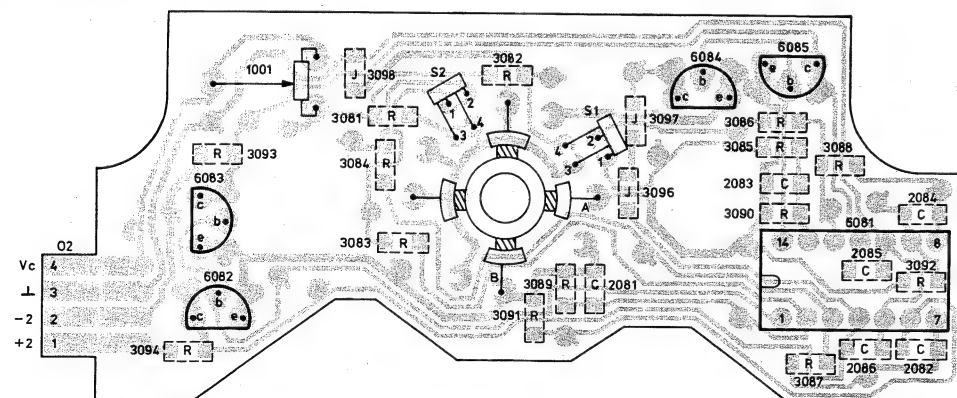 6085
6084
1001
J 3098
S2
3082
R
e c
b
b
c e
2
1
4
3
3081 R
S1
J 3097
3086 R
4
2
3
1
3084 R
3085 R
3088
R
R 3093
6083
c
b
e
J 3096
A
2083 C
2084
C
3090 R
6081
14 8
3083 R
2085
C
02
Vc 4
⊥ 3
-2 2
+2 1
6082
b
c e
B
3089 R
C 2081
3092
R
3091 R
1 7
3094 R
R
3087
C
2086
C
2082